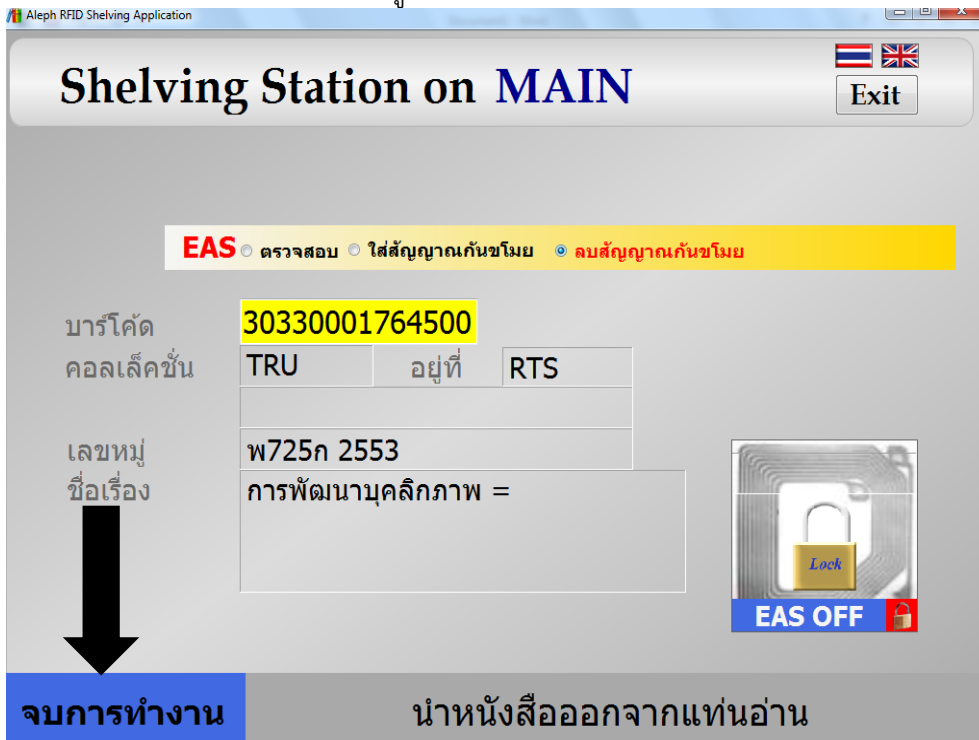 Aleph RFID Shelving Application
Shelving Station on MAIN
Exit
EAS ตรวจสอบ ใส่สัญญาณกันขโมย ลบสัญญาณกันขโมย
บาร์โค้ด 30330001764500
คอลเล็คชั่น TRU อยู่ที่ RTS
เลขหมู่ พ725ก 2553
ชื่อเรื่อง การพัฒนาบุคลิกภาพ =
Lock
EAS OFF
จบการทำงาน นำหนังสือออกจากแท่นอ่าน